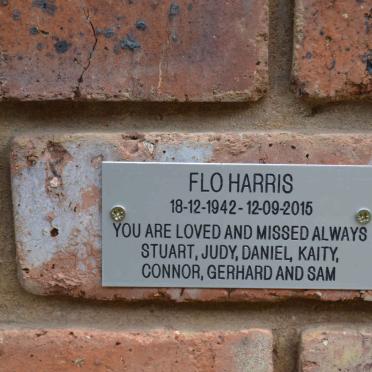 FLO HARRIS
18-12-1942 - 12-09-2015
YOU ARE LOVED AND MISSED ALWAYS
STUART, JUDY, DANIEL, KAITY,
CONNOR, GERHARD AND SAM